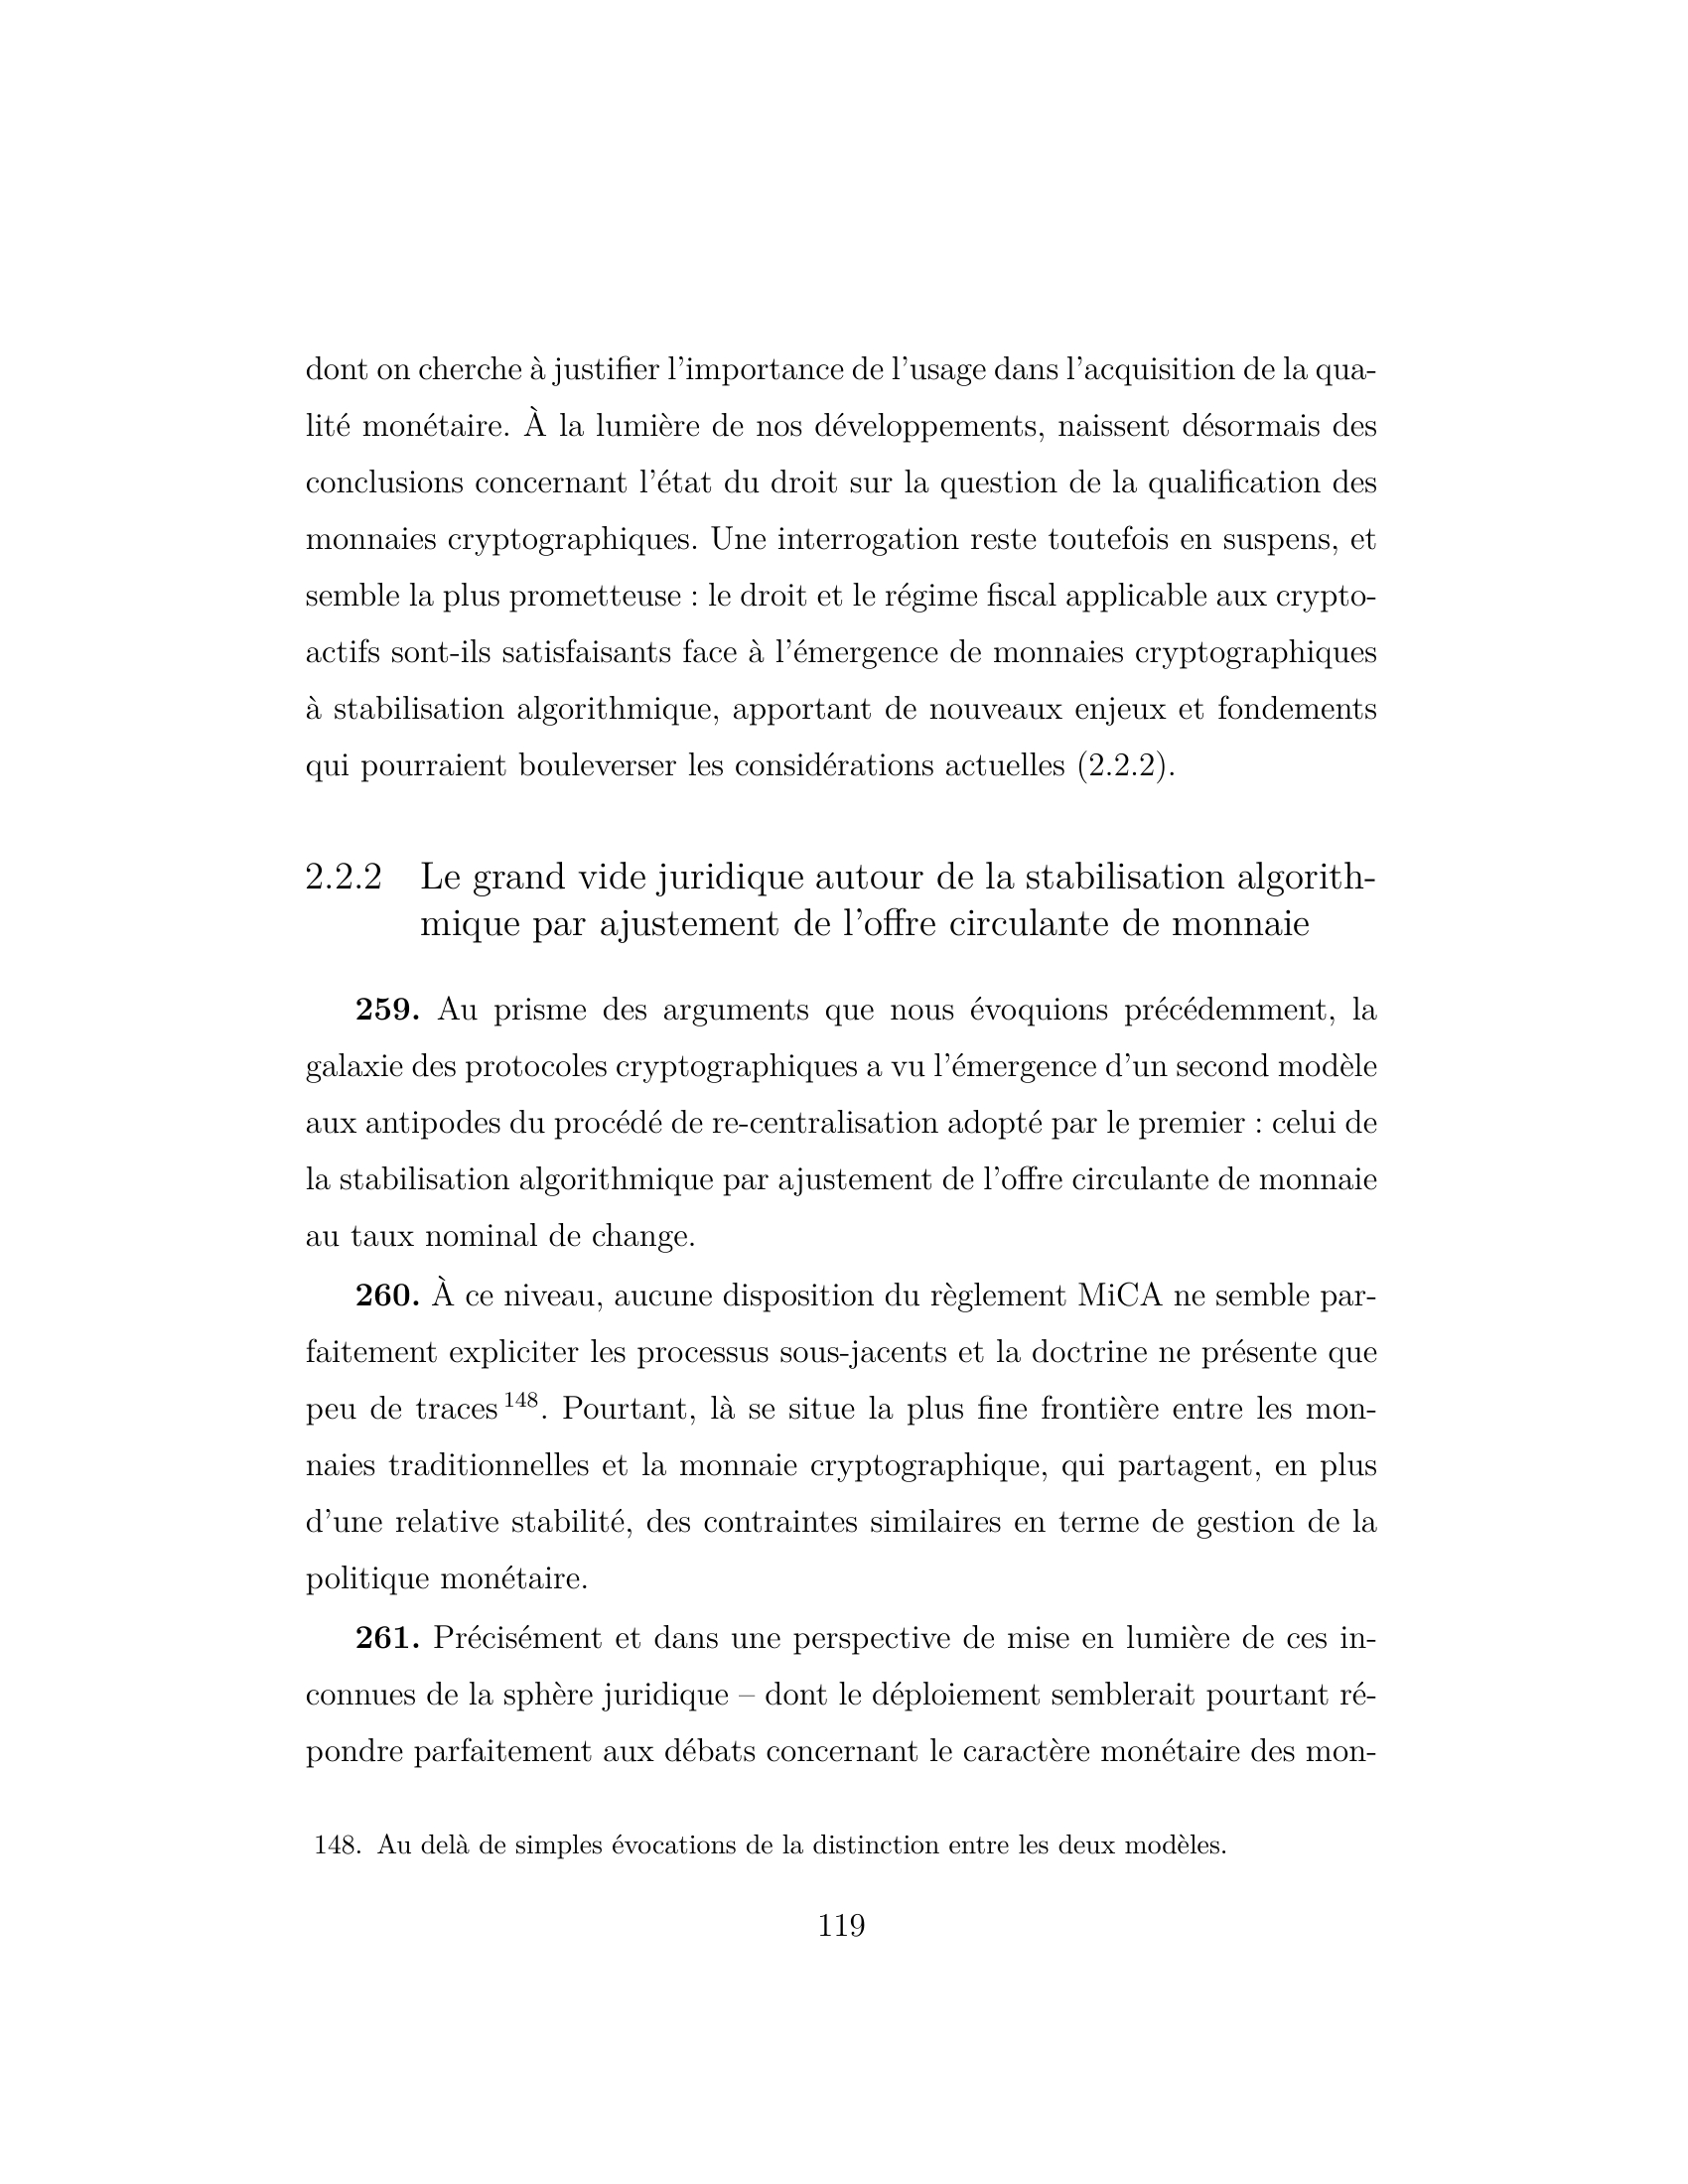 dont on cherche à justifier l'importance de l'usage dans l'acquisition de la qua-
lité monétaire. À la lumière de nos développements, naissent désormais des
conclusions concernant l'état du droit sur la question de la qualification des
monnaies cryptographiques. Une interrogation reste toutefois en suspens, et
semble la plus prometteuse : le droit et le régime fiscal applicable aux crypto-
actifs sont-ils satisfaisants face à l'émergence de monnaies cryptographiques
à stabilisation algorithmique, apportant de nouveaux enjeux et fondements
qui pourraient bouleverser les considérations actuelles (2.2.2).
2.2.2 Le grand vide juridique autour de la stabilisation algorith-
mique par ajustement de l'offre circulante de monnaie
259. Au prisme des arguments que nous évoquions précédemment, la
galaxie des protocoles cryptographiques a vu l'émergence d'un second modèle
aux antipodes du procédé de re-centralisation adopté par le premier : celui de
la stabilisation algorithmique par ajustement de l'offre circulante de monnaie
au taux nominal de change.
260. À ce niveau, aucune disposition du règlement MiCA ne semble par-
faitement expliciter les processus sous-jacents et la doctrine ne présente que
peu de traces 148. Pourtant, là se situe la plus fine frontière entre les mon-
naies traditionnelles et la monnaie cryptographique, qui partagent, en plus
d'une relative stabilité, des contraintes similaires en terme de gestion de la
politique monétaire.
261. Précisément et dans une perspective de mise en lumière de ces in-
connues de la sphère juridique – dont le déploiement semblerait pourtant ré-
pondre parfaitement aux débats concernant le caractère monétaire des mon-
148. Au delà de simples évocations de la distinction entre les deux modèles.
119